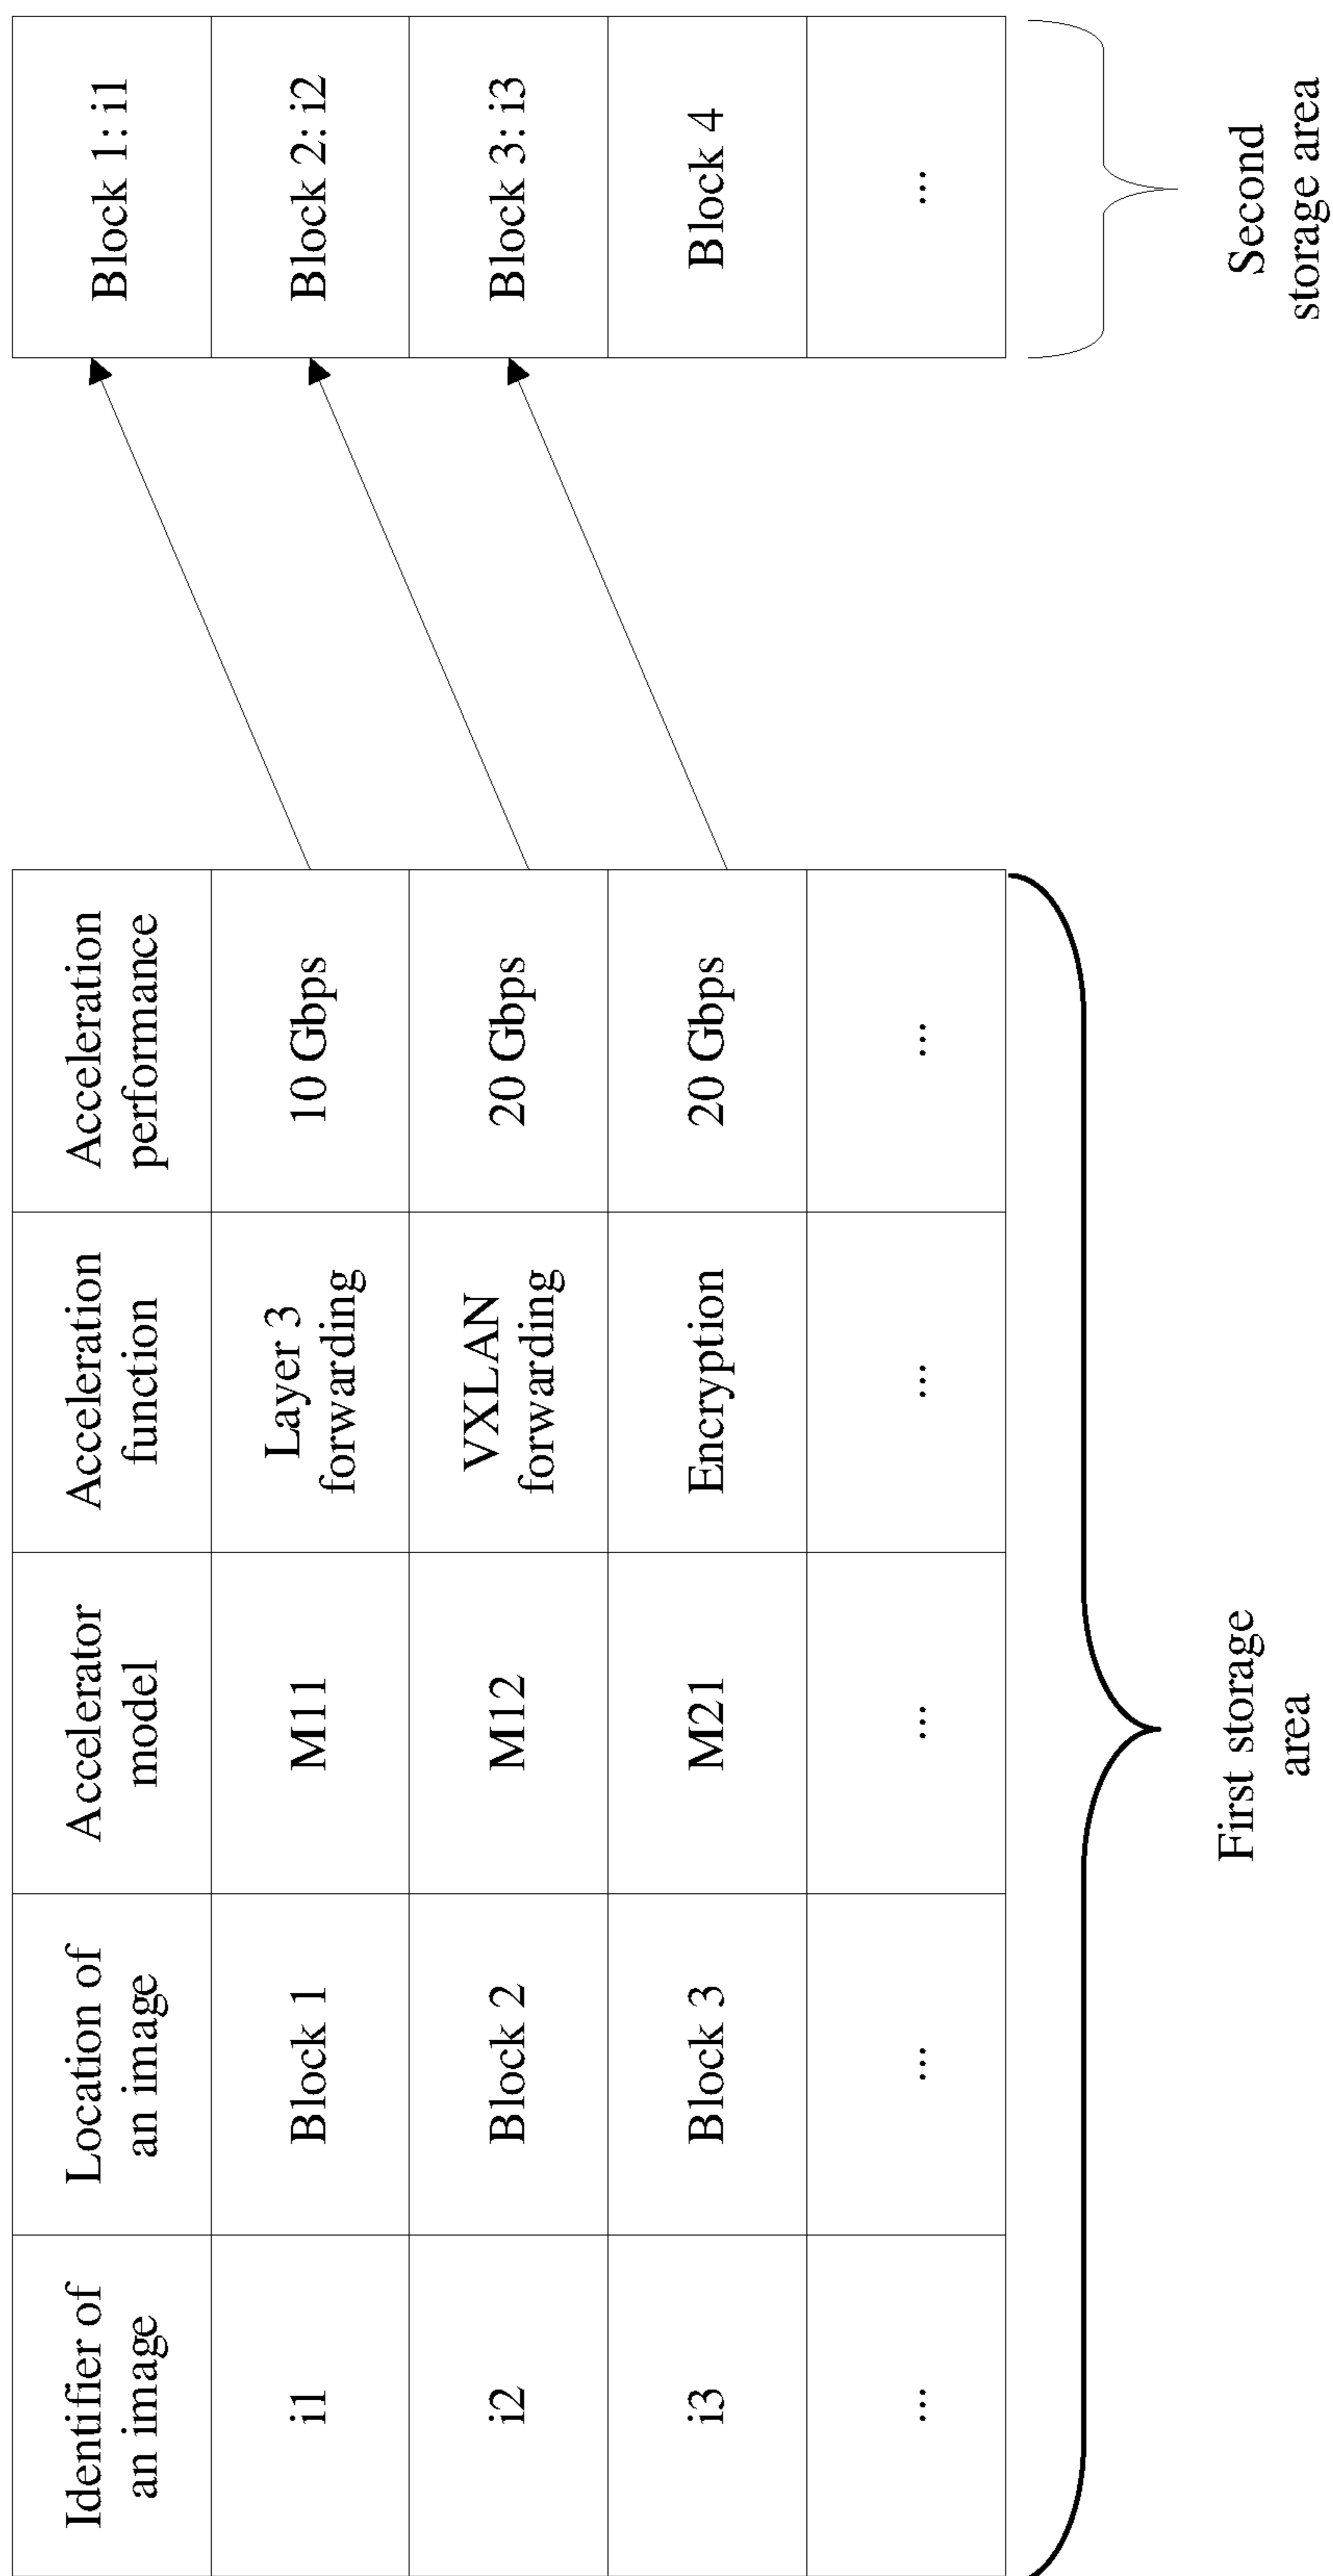 Identifier of
an image
Location of
an image
Accelerator
model
Acceleration
function
Acceleration
performance
i1
Block 1
M11
Layer 3
forwarding
10 Gbps
i2
Block 2
M12
VXLAN
forwarding
20 Gbps
i3
Block 3
M21
Encryption
20 Gbps
...
...
...
...
...
First storage
area
Block 1: i1
Block 2: i2
Block 3: i3
Block 4
...
Second
storage area